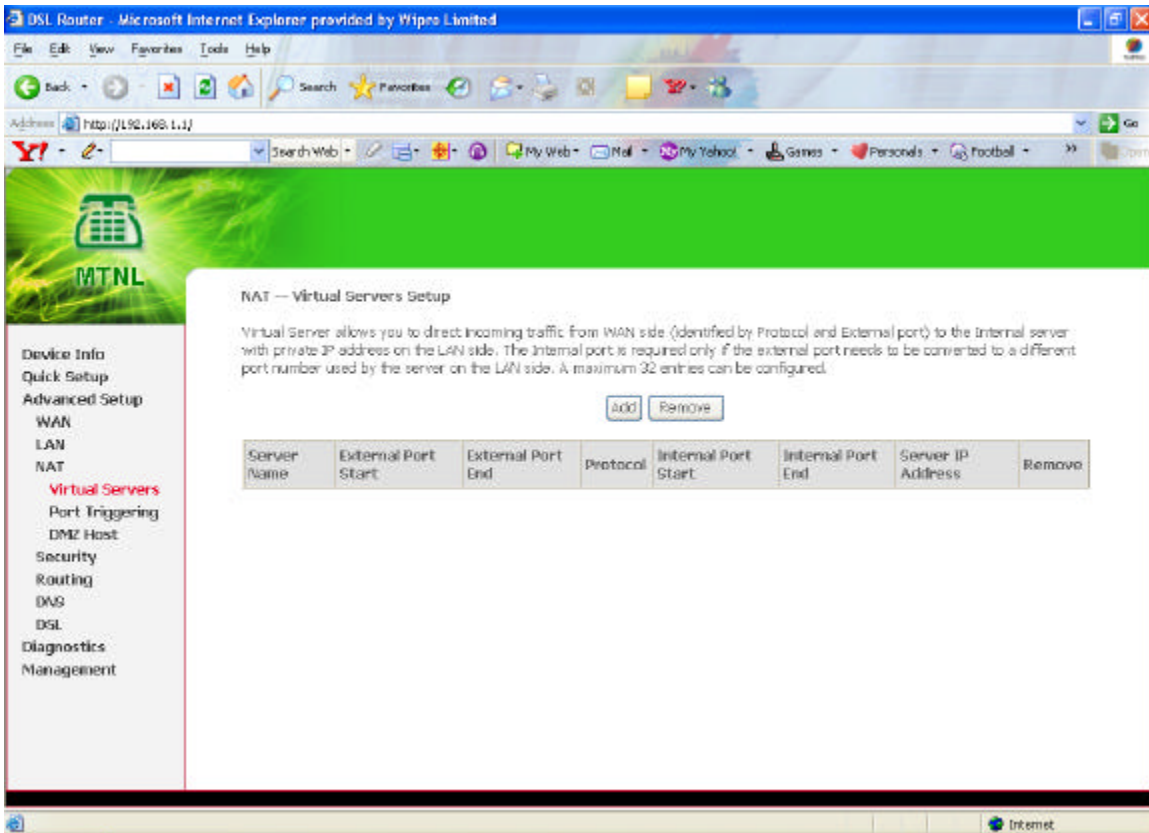 DSL Router - Microsoft Internet Explorer provided by Wipro Limited
File Edit View Favorites Tools Help
Back Search Favorites
Address http://192.168.1.1/ Go
Y! Search Web My Web Mail My Yahoo! Games Personals Football »
MTNL
NAT -- Virtual Servers Setup
Virtual Server allows you to direct incoming traffic from WAN side (identified by Protocol and External port) to the Internal server
with private IP address on the LAN side. The Internal port is required only if the external port needs to be converted to a different
port number used by the server on the LAN side. A maximum 32 entries can be configured.
Add Remove
Server Name External Port Start External Port End Protocol Internal Port Start Internal Port End Server IP Address Remove
Device Info
Quick Setup
Advanced Setup
WAN
LAN
NAT
Virtual Servers
Port Triggering
DMZ Host
Security
Routing
DNS
DSL
Diagnostics
Management
Internet